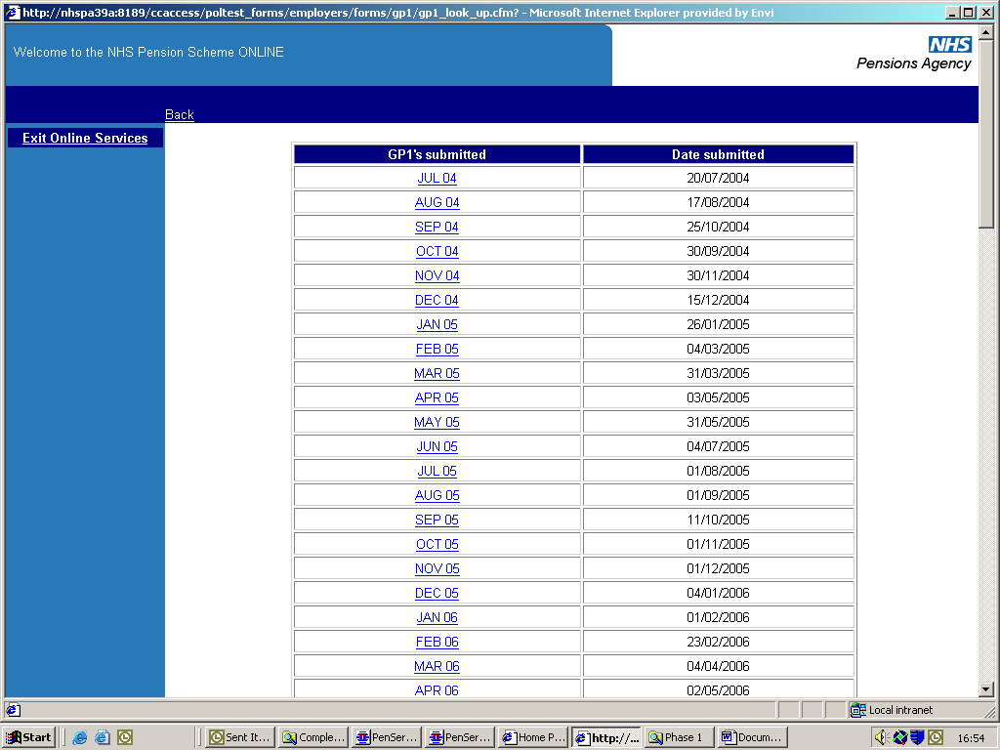 http://nhspa39a:8189/ccaccess/poltest_forms/employers/forms/gp1/gp1_look_up.cfm? - Microsoft Internet Explorer provided by Envi
Welcome to the NHS Pension Scheme ONLINE
NHS
Pensions Agency
Back
Exit Online Services
GP1's submitted Date submitted
JUL 04 20/07/2004
AUG 04 17/08/2004
SEP 04 25/10/2004
OCT 04 30/09/2004
NOV 04 30/11/2004
DEC 04 15/12/2004
JAN 05 26/01/2005
FEB 05 04/03/2005
MAR 05 31/03/2005
APR 05 03/05/2005
MAY 05 31/05/2005
JUN 05 04/07/2005
JUL 05 01/08/2005
AUG 05 01/09/2005
SEP 05 11/10/2005
OCT 05 01/11/2005
NOV 05 01/12/2005
DEC 05 04/01/2006
JAN 06 01/02/2006
FEB 06 23/02/2006
MAR 06 04/04/2006
APR 06 02/05/2006
Local intranet
Start Sent It... Comple... PenSer... PenSer... Home P... http://... Phase 1 Docum... 16:54